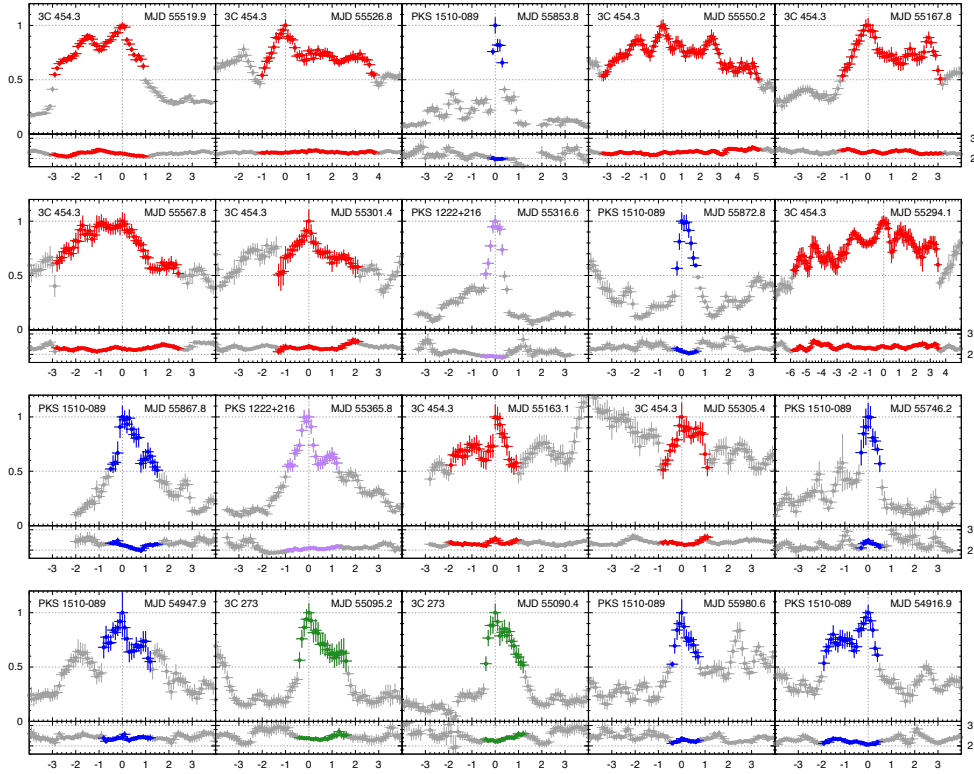 3C 454.3 MJD 55519.9 3C 454.3 MJD 55526.8 PKS 1510-089 MJD 55853.8 3C 454.3 MJD 55550.2 3C 454.3 MJD 55167.8
1
0.5
0
3
2
-3 -2 -1 0 1 2 3 -2 -1 0 1 2 3 4 -3 -2 -1 0 1 2 3 -3 -2 -1 0 1 2 3 4 5 -3 -2 -1 0 1 2 3
3C 454.3 MJD 55567.8 3C 454.3 MJD 55301.4 PKS 1222+216 MJD 55316.6 PKS 1510-089 MJD 55872.8 3C 454.3 MJD 55294.1
1
0.5
0
3
2
-3 -2 -1 0 1 2 3 -3 -2 -1 0 1 2 3 -3 -2 -1 0 1 2 3 -3 -2 -1 0 1 2 3 -6 -5 -4 -3 -2 -1 0 1 2 3 4
PKS 1510-089 MJD 55867.8 PKS 1222+216 MJD 55365.8 3C 454.3 MJD 55163.1 3C 454.3 MJD 55305.4 PKS 1510-089 MJD 55746.2
1
0.5
0
3
2
-3 -2 -1 0 1 2 3 -3 -2 -1 0 1 2 3 -3 -2 -1 0 1 2 3 -3 -2 -1 0 1 2 3 -3 -2 -1 0 1 2 3
PKS 1510-089 MJD 54947.9 3C 273 MJD 55095.2 3C 273 MJD 55090.4 PKS 1510-089 MJD 55980.6 PKS 1510-089 MJD 54916.9
1
0.5
0
3
2
-3 -2 -1 0 1 2 3 -3 -2 -1 0 1 2 3 -3 -2 -1 0 1 2 3 -3 -2 -1 0 1 2 3 -3 -2 -1 0 1 2 3